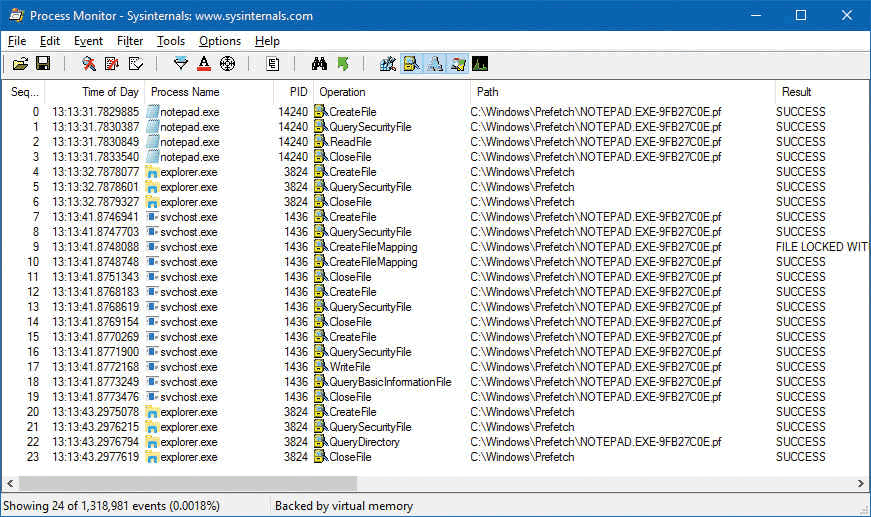 Process Monitor - Sysinternals: www.sysinternals.com
File Edit Event Filter Tools Options Help
Seq... Time of Day Process Name PID Operation Path Result
0 13:13:31.7829885 notepad.exe 14240 CreateFile C:\Windows\Prefetch\NOTEPAD.EXE-9FB27C0E.pf SUCCESS
1 13:13:31.7830387 notepad.exe 14240 QuerySecurityFile C:\Windows\Prefetch\NOTEPAD.EXE-9FB27C0E.pf SUCCESS
2 13:13:31.7830849 notepad.exe 14240 ReadFile C:\Windows\Prefetch\NOTEPAD.EXE-9FB27C0E.pf SUCCESS
3 13:13:31.7833540 notepad.exe 14240 CloseFile C:\Windows\Prefetch\NOTEPAD.EXE-9FB27C0E.pf SUCCESS
4 13:13:32.7878077 explorer.exe 3824 CreateFile C:\Windows\Prefetch SUCCESS
5 13:13:32.7878601 explorer.exe 3824 QuerySecurityFile C:\Windows\Prefetch SUCCESS
6 13:13:32.7879327 explorer.exe 3824 CloseFile C:\Windows\Prefetch SUCCESS
7 13:13:41.8746941 svchost.exe 1436 CreateFile C:\Windows\Prefetch\NOTEPAD.EXE-9FB27C0E.pf SUCCESS
8 13:13:41.8747703 svchost.exe 1436 QuerySecurityFile C:\Windows\Prefetch\NOTEPAD.EXE-9FB27C0E.pf SUCCESS
9 13:13:41.8748088 svchost.exe 1436 CreateFileMapping C:\Windows\Prefetch\NOTEPAD.EXE-9FB27C0E.pf FILE LOCKED WIT
10 13:13:41.8748748 svchost.exe 1436 CreateFileMapping C:\Windows\Prefetch\NOTEPAD.EXE-9FB27C0E.pf SUCCESS
11 13:13:41.8751343 svchost.exe 1436 CloseFile C:\Windows\Prefetch\NOTEPAD.EXE-9FB27C0E.pf SUCCESS
12 13:13:41.8768183 svchost.exe 1436 CreateFile C:\Windows\Prefetch\NOTEPAD.EXE-9FB27C0E.pf SUCCESS
13 13:13:41.8768619 svchost.exe 1436 QuerySecurityFile C:\Windows\Prefetch\NOTEPAD.EXE-9FB27C0E.pf SUCCESS
14 13:13:41.8769154 svchost.exe 1436 CloseFile C:\Windows\Prefetch\NOTEPAD.EXE-9FB27C0E.pf SUCCESS
15 13:13:41.8770269 svchost.exe 1436 CreateFile C:\Windows\Prefetch\NOTEPAD.EXE-9FB27C0E.pf SUCCESS
16 13:13:41.8771900 svchost.exe 1436 QuerySecurityFile C:\Windows\Prefetch\NOTEPAD.EXE-9FB27C0E.pf SUCCESS
17 13:13:41.8772168 svchost.exe 1436 WriteFile C:\Windows\Prefetch\NOTEPAD.EXE-9FB27C0E.pf SUCCESS
18 13:13:41.8773249 svchost.exe 1436 QueryBasicInformationFile C:\Windows\Prefetch\NOTEPAD.EXE-9FB27C0E.pf SUCCESS
19 13:13:41.8773476 svchost.exe 1436 CloseFile C:\Windows\Prefetch\NOTEPAD.EXE-9FB27C0E.pf SUCCESS
20 13:13:43.2975078 explorer.exe 3824 CreateFile C:\Windows\Prefetch SUCCESS
21 13:13:43.2976215 explorer.exe 3824 QuerySecurityFile C:\Windows\Prefetch SUCCESS
22 13:13:43.2976794 explorer.exe 3824 QueryDirectory C:\Windows\Prefetch\NOTEPAD.EXE-9FB27C0E.pf SUCCESS
23 13:13:43.2977619 explorer.exe 3824 CloseFile C:\Windows\Prefetch SUCCESS
Showing 24 of 1,318,981 events (0.0018%) Backed by virtual memory